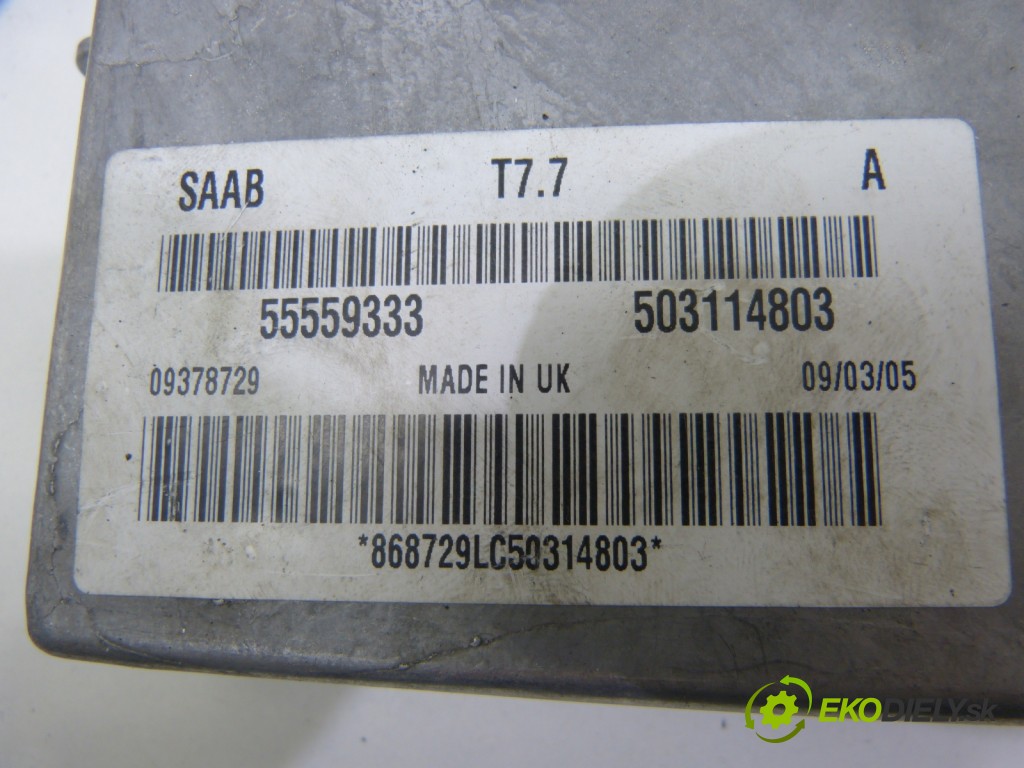 SAAB T7.7 A
55559333 503114803
09378729 MADE IN UK 09/03/05
*868729LC50314803*
EKODIELY.sk